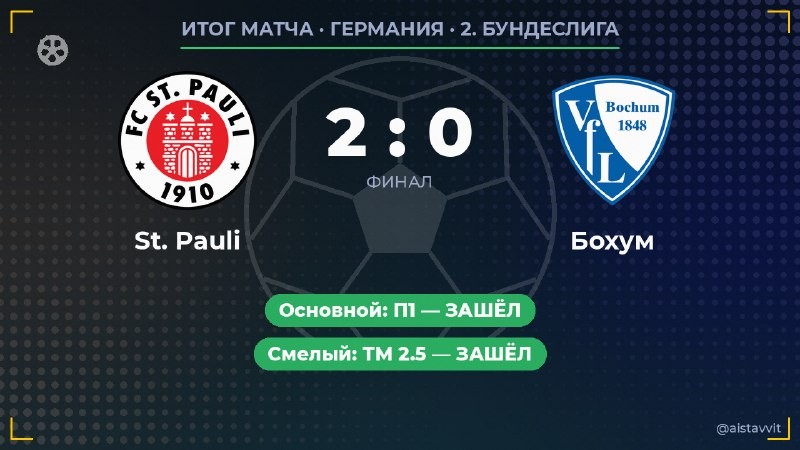 ИТОГ МАТЧА · ГЕРМАНИЯ · 2. БУНДЕСЛИГА
FC ST. PAULI
1910
2 : 0
ФИНАЛ
Bochum
1848
VfL
St. Pauli
Бохум
Основной: П1 — ЗАШЁЛ
Смелый: ТМ 2.5 — ЗАШЁЛ
@aistavvit